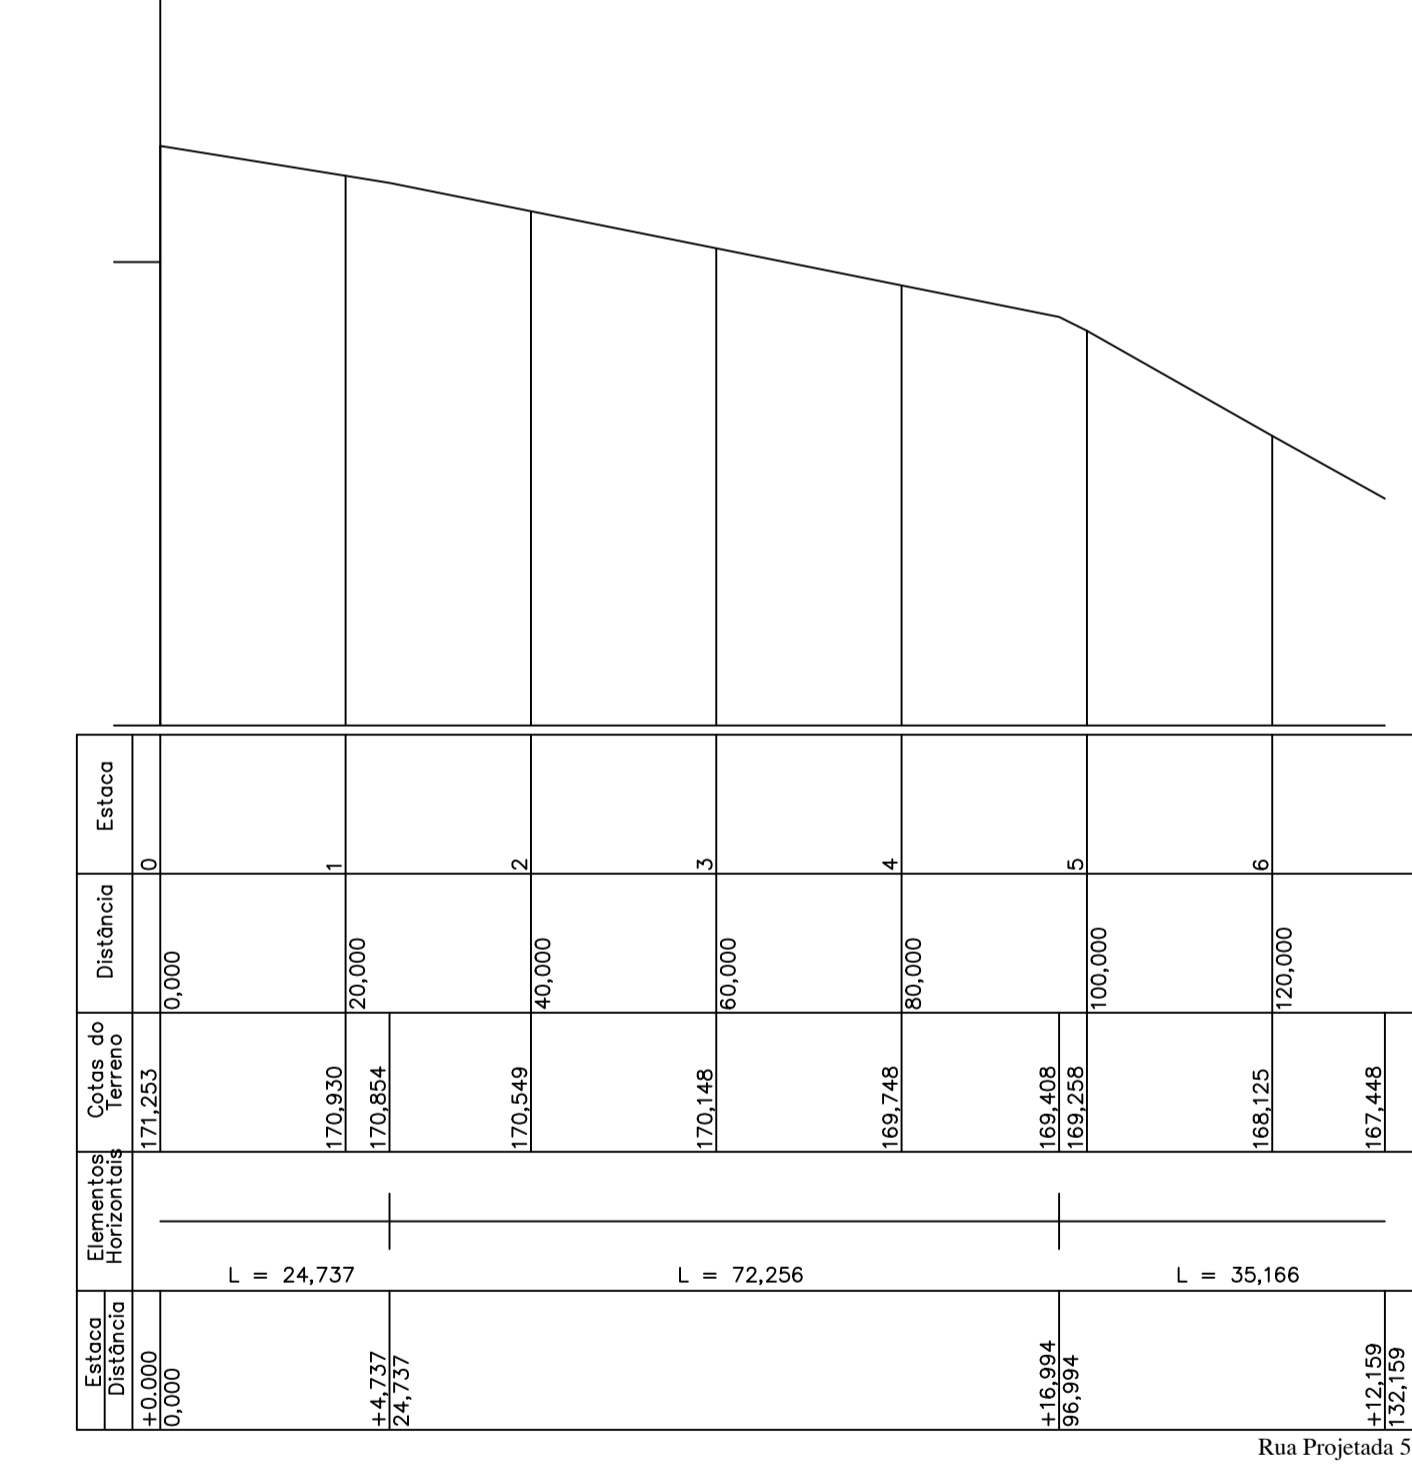 Estaca
0
1
2
3
4
5
6
Distância
0,000
20,000
40,000
60,000
80,000
100,000
120,000
Cotas do
Terreno
171,253
170,930
170,854
170,549
170,148
169,748
169,408
169,258
168,125
167,448
Elementos
Horizontais
L = 24,737
L = 72,256
L = 35,166
Estaca
Distância
+0.000
0,000
+4,737
24,737
+16,994
96,994
+12,159
132,159
Rua Projetada 5